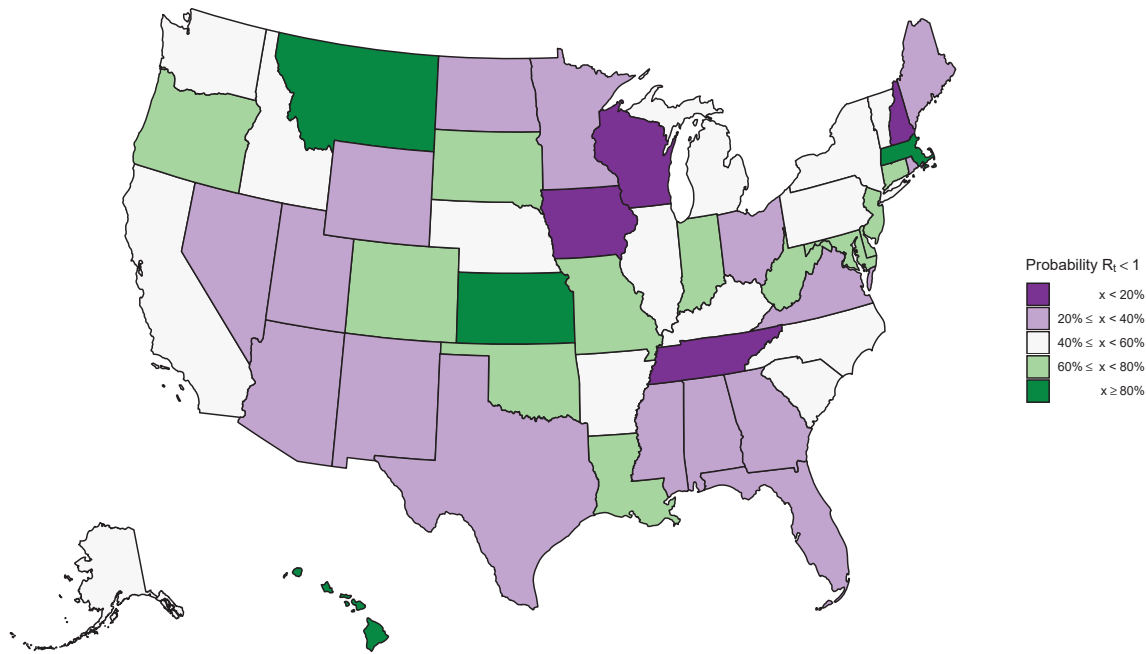 Probability Rₜ < 1
x < 20%
20% ≤ x < 40%
40% ≤ x < 60%
60% ≤ x < 80%
x ≥ 80%